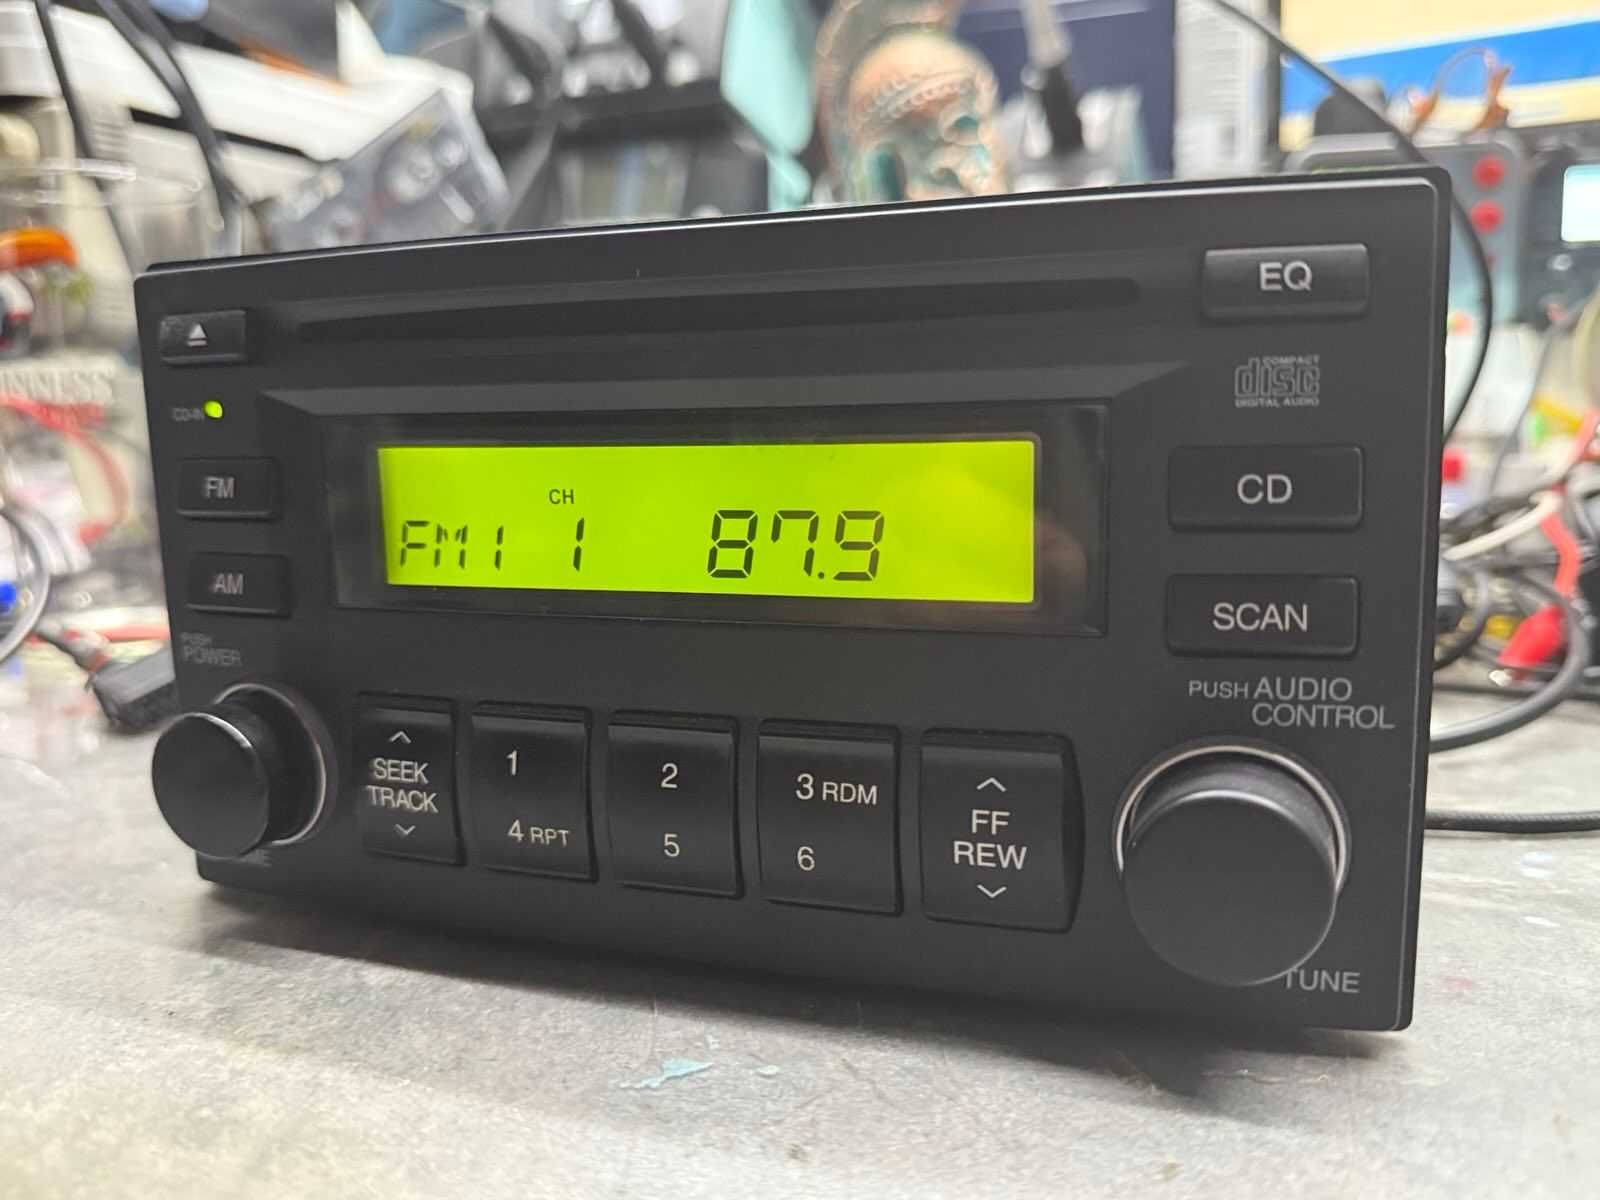 EQ
COMPACT
disc
DIGITAL AUDIO
CD-IN
FM
AM
CH
FM1 1 87.9
CD
SCAN
PUSH
POWER
PUSH AUDIO
CONTROL
SEEK
TRACK
1
4 RPT
2
5
3 RDM
6
FF
REW
TUNE